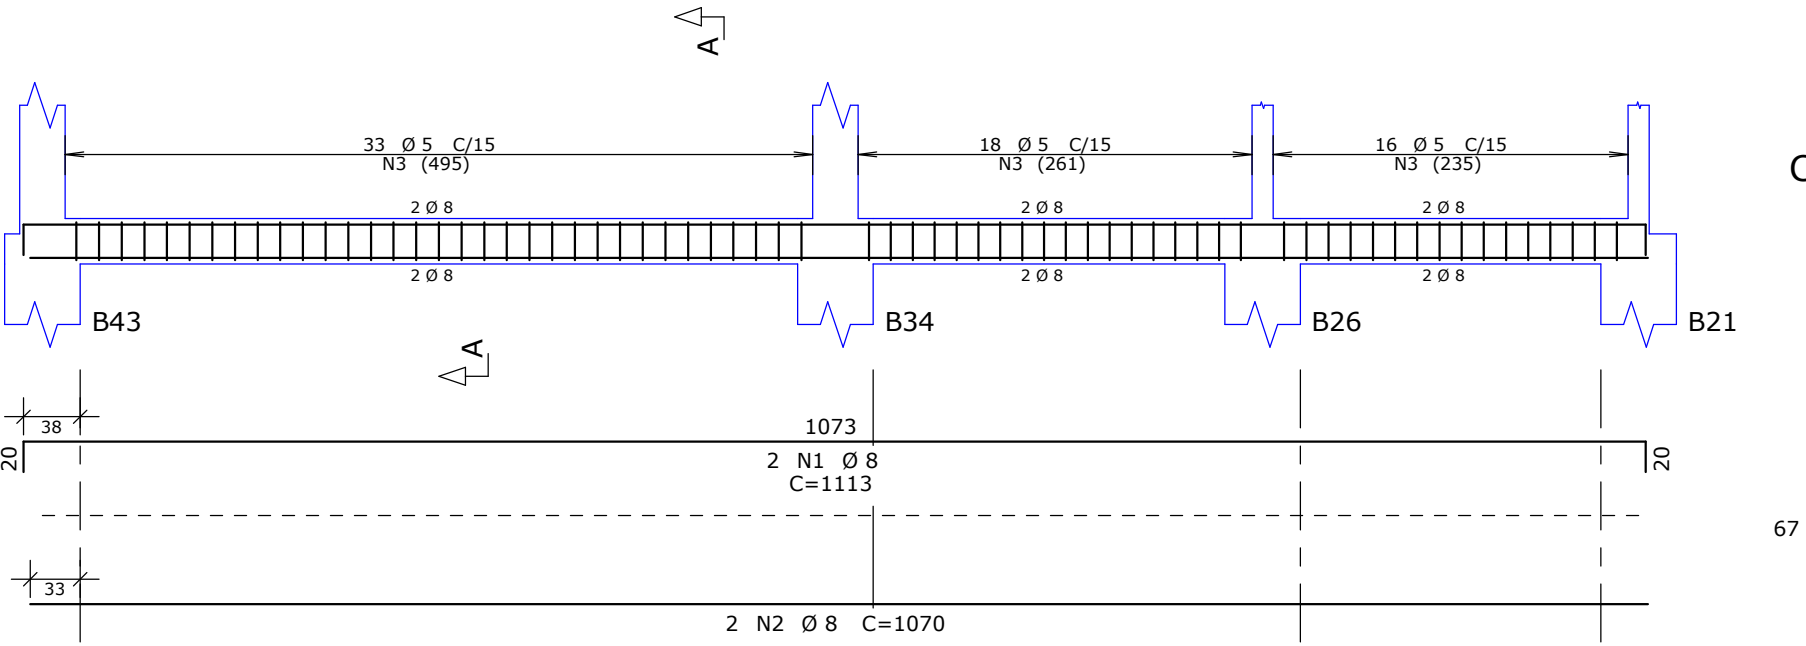 A
33 Ø 5 C/15
N3 (495)
18 Ø 5 C/15
N3 (261)
16 Ø 5 C/15
N3 (235)
2 Ø 8
2 Ø 8
2 Ø 8
2 Ø 8
2 Ø 8
2 Ø 8
B43
B34
B26
B21
A
38
1073
20
20
2 N1 Ø 8
C=1113
67
33
2 N2 Ø 8 C=1070